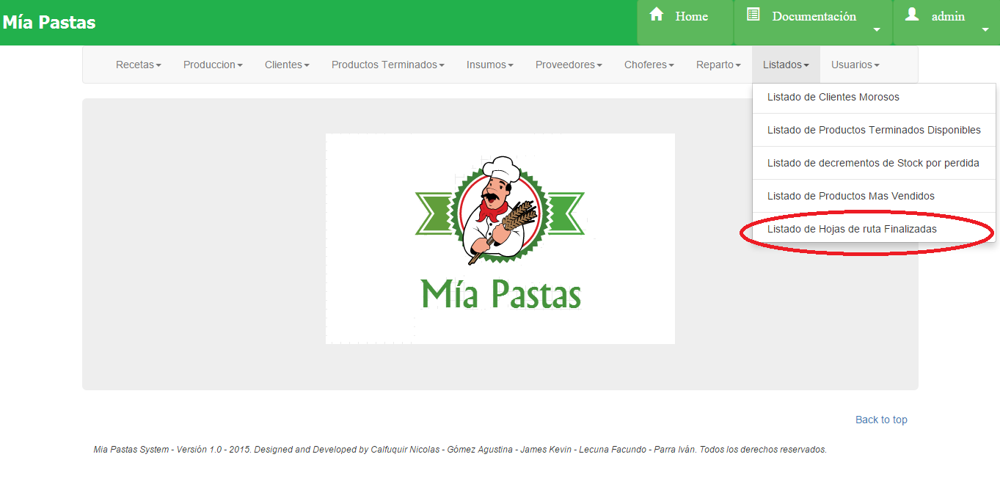 Mía Pastas
Home
Documentación
admin
Recetas
Produccion
Clientes
Productos Terminados
Insumos
Proveedores
Choferes
Reparto
Listados
Usuarios
Listado de Clientes Morosos
Listado de Productos Terminados Disponibles
Listado de decrementos de Stock por perdida
Listado de Productos Mas Vendidos
Listado de Hojas de ruta Finalizadas
Mía Pastas
Back to top
Mia Pastas System - Versión 1.0 - 2015. Designed and Developed by Calfuquir Nicolas - Gómez Agustina - James Kevin - Lecuna Facundo - Parra Iván. Todos los derechos reservados.